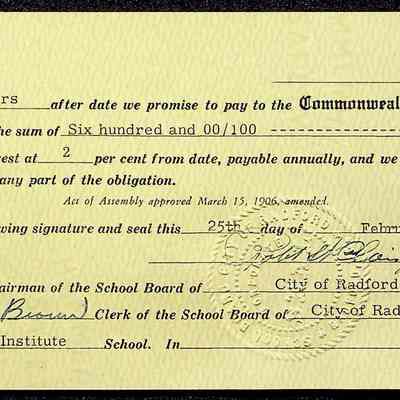 rs after date we promise to pay to the Commonweal
he sum of Six hundred and 00/100 --------------------
rest at 2 per cent from date, payable annually, and we
any part of the obligation.
Act of Assembly approved March 15, 1906, amended.
wing signature and seal this 25th day of Febru
airman of the School Board of City of Radford
Brown Clerk of the School Board of City of Rad
Institute School. In